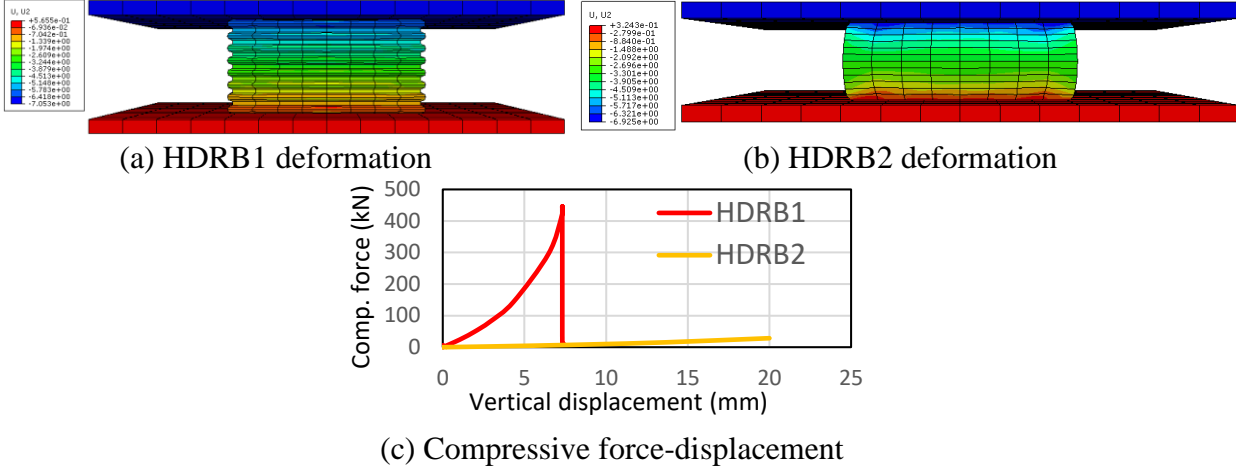 U, U2
+5.655e-01
-6.936e-02
-7.042e-01
-1.339e+00
-1.974e+00
-2.609e+00
-3.244e+00
-3.879e+00
-4.513e+00
-5.148e+00
-5.783e+00
-6.418e+00
-7.053e+00
U, U2
+3.243e-01
-2.799e-01
-8.840e-01
-1.488e+00
-2.092e+00
-2.696e+00
-3.301e+00
-3.905e+00
-4.509e+00
-5.113e+00
-5.717e+00
-6.321e+00
-6.925e+00
(a) HDRB1 deformation
(b) HDRB2 deformation
Comp. force (kN)
500
400
300
200
100
0
HDRB1
HDRB2
0 5 10 15 20 25
Vertical displacement (mm)
(c) Compressive force-displacement